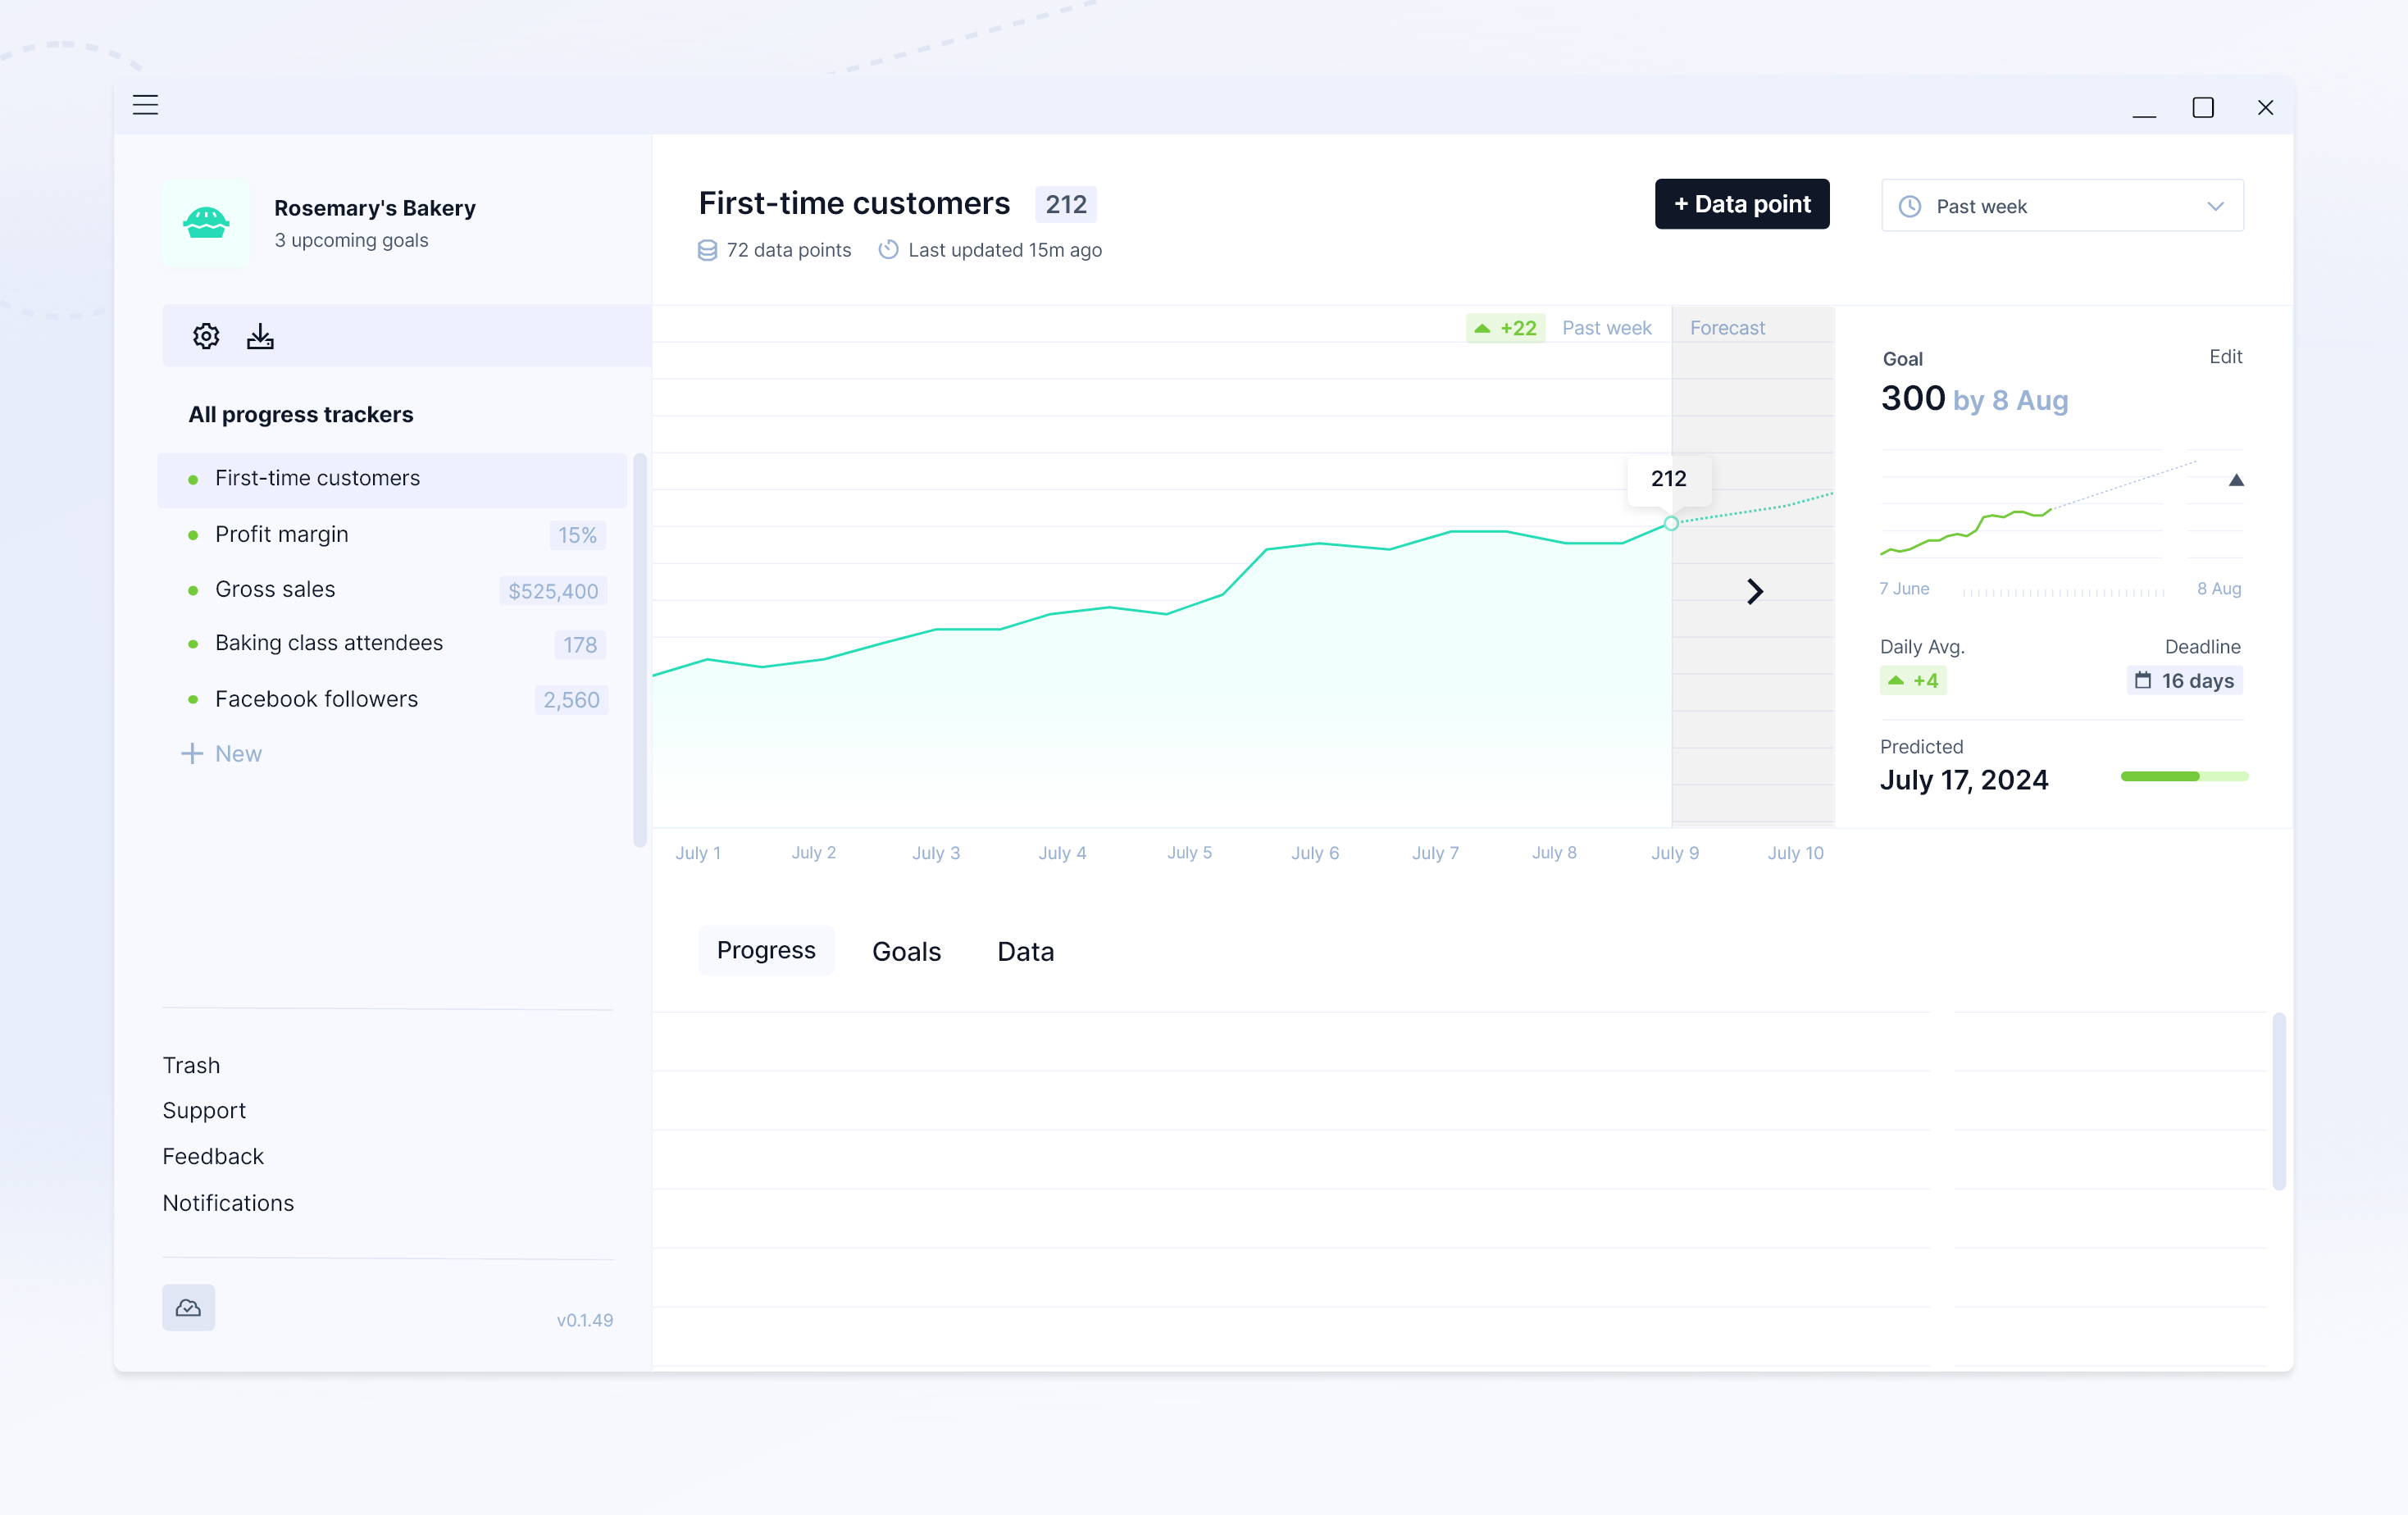 Rosemary's Bakery
3 upcoming goals
All progress trackers
First-time customers
Profit margin 15%
Gross sales $525,400
Baking class attendees 178
Facebook followers 2,560
New
Trash
Support
Feedback
Notifications
v0.1.49
First-time customers 212
72 data points Last updated 15m ago
+ Data point
Past week
+22 Past week Forecast
212
July 1 July 2 July 3 July 4 July 5 July 6 July 7 July 8 July 9 July 10
Goal Edit
300 by 8 Aug
7 June 8 Aug
Daily Avg. Deadline
+4 16 days
Predicted
July 17, 2024
Progress Goals Data